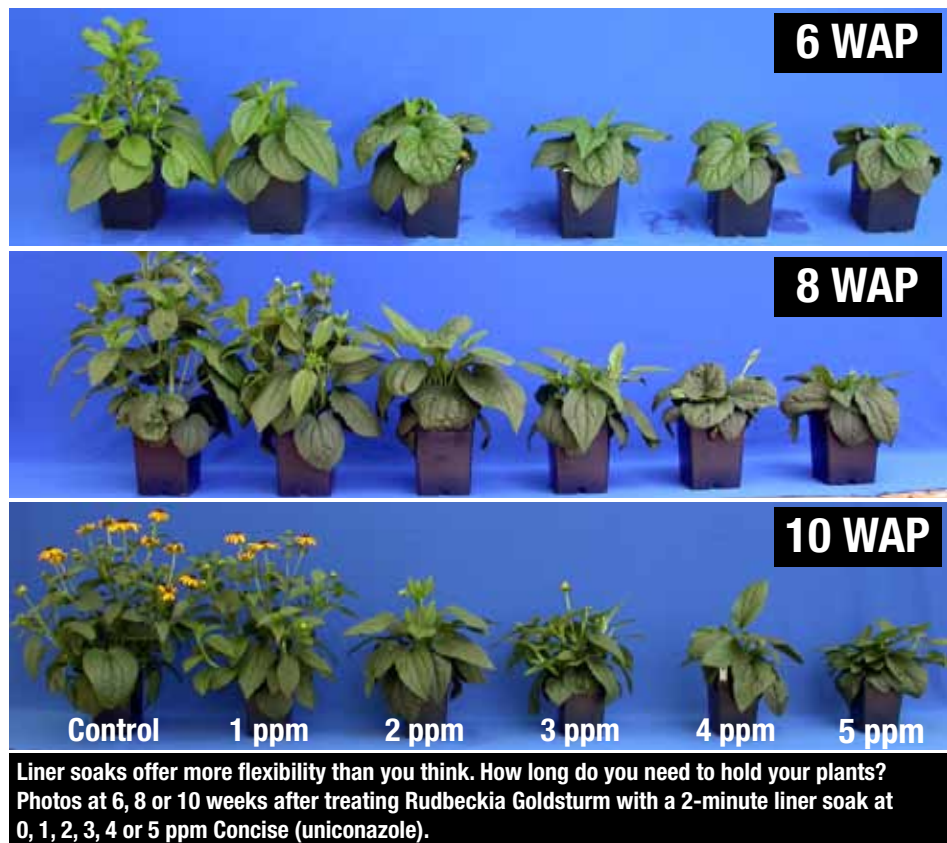 6 WAP
8 WAP
10 WAP
Control 1 ppm 2 ppm 3 ppm 4 ppm 5 ppm
Liner soaks offer more flexibility than you think. How long do you need to hold your plants?
Photos at 6, 8 or 10 weeks after treating Rudbeckia Goldsturm with a 2-minute liner soak at
0, 1, 2, 3, 4 or 5 ppm Concise (uniconazole).